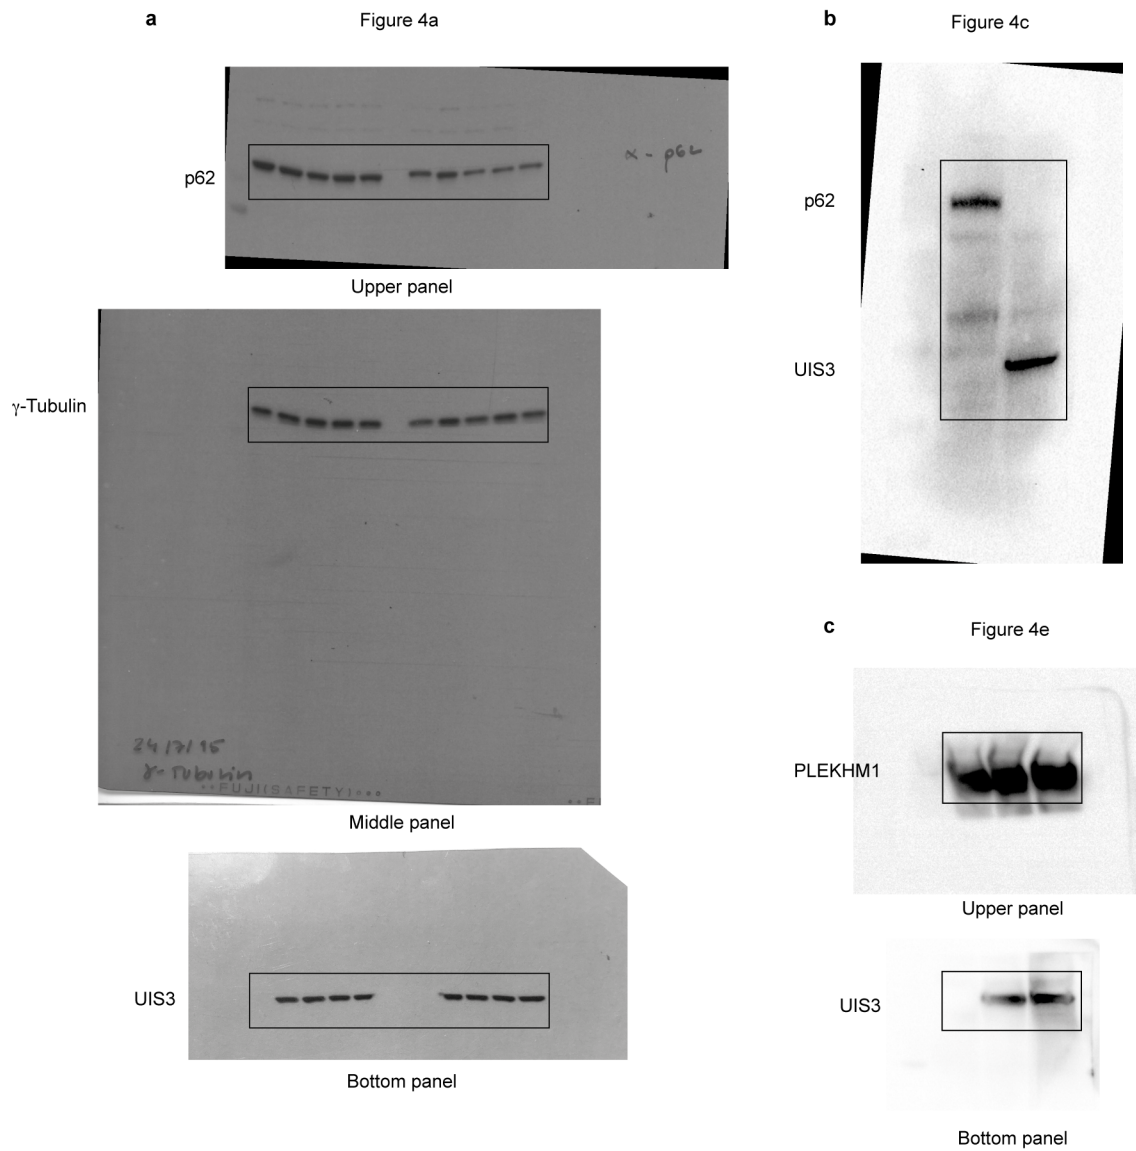 a
Figure 4a
p62
α - p62
Upper panel
γ-Tubulin
24/7/15
γ-Tubulin
••FUJI(SAFETY)•••
••F
Middle panel
UIS3
Bottom panel
b
Figure 4c
p62
UIS3
c
Figure 4e
PLEKHM1
Upper panel
UIS3
Bottom panel